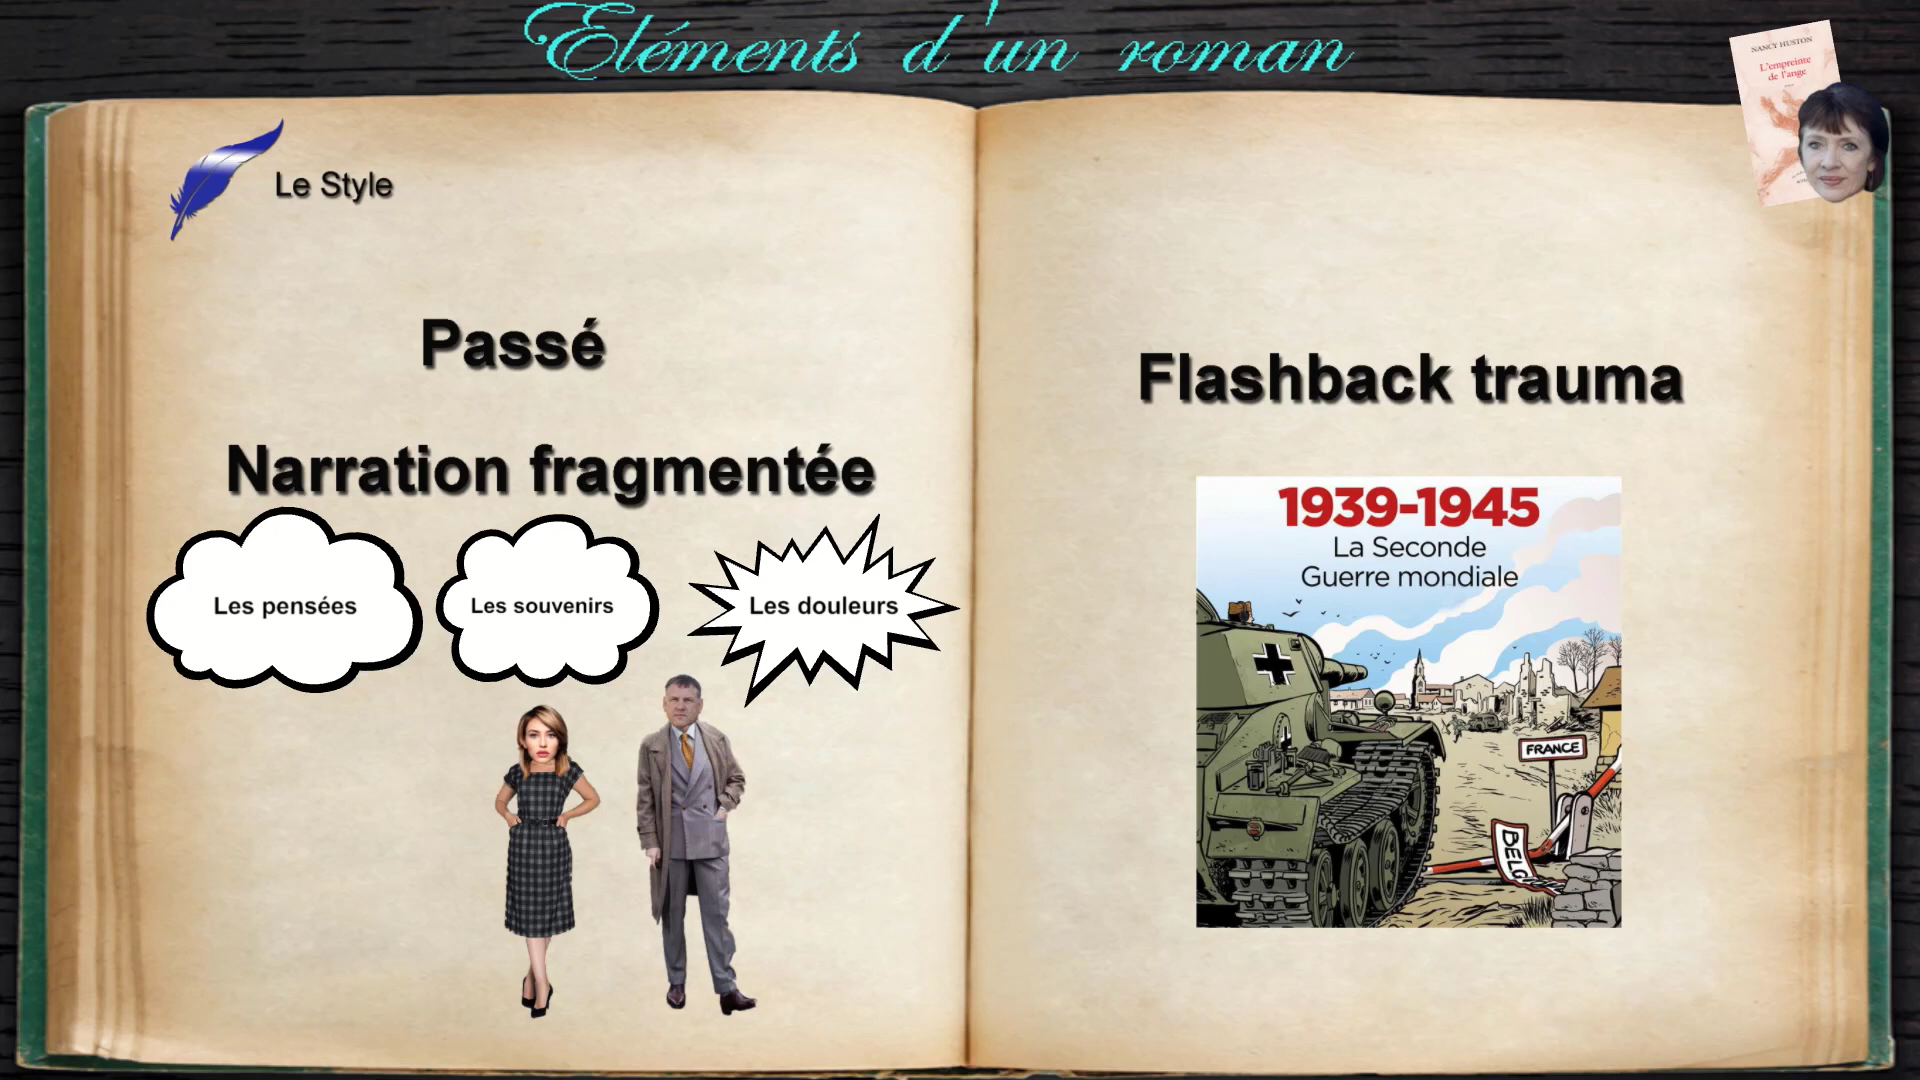 Eléments d'un roman
NANCY HUSTON
L'empreinte
de l'ange
Le Style
Passé
Narration fragmentée
Les pensées
Les souvenirs
Les douleurs
Flashback trauma
1939-1945
La Seconde
Guerre mondiale
FRANCE
BELG